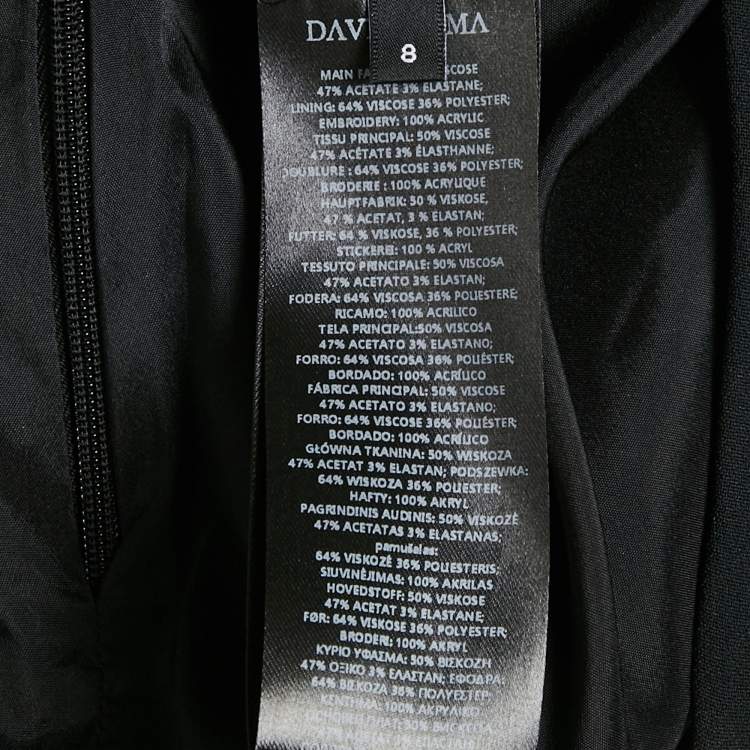 DAV MA
8
MAIN FA SCOSE
47% ACETATE 3% ELASTANE;
LINING: 64% VISCOSE 36% POLYESTER;
EMBROIDERY: 100% ACRYLIC
TISSU PRINCIPAL: 50% VISCOSE
47% ACÉTATE 3% ÉLASTHANNE;
DOUBLURE : 64% VISCOSE 36% POLYESTER;
BRODERIE : 100% ACRYLIQUE
HAUPTFABRIK: 50 % VISKOSE,
47 % ACETAT, 3 % ELASTAN;
FUTTER: 64 % VISKOSE, 36 % POLYESTER;
STICKEREI: 100 % ACRYL
TESSUTO PRINCIPALE: 50% VISCOSA
47% ACETATO 3% ELASTAN;
FODERA: 64% VISCOSA 36% POLIESTERE;
RICAMO: 100% ACRILICO
TELA PRINCIPAL:50% VISCOSA
47% ACETATO 3% ELASTANO;
FORRO: 64% VISCOSA 36% POLIÉSTER;
BORDADO: 100% ACRÍLICO
FÁBRICA PRINCIPAL: 50% VISCOSE
47% ACETATO 3% ELASTANO;
FORRO: 64% VISCOSE 36% POLIÉSTER;
BORDADO: 100% ACRÍLICO
GŁÓWNA TKANINA: 50% WISKOZA
47% ACETAT 3% ELASTAN; PODSZEWKA:
64% WISKOZA 36% POLIESTER;
HAFTY: 100% AKRYL
PAGRINDINIS AUDINIS: 50% VISKOZĖ
47% ACETATAS 3% ELASTANAS;
pamušalas:
64% VISKOZĖ 36% POLIESTERIS;
SIUVINĖJIMAS: 100% AKRILAS
HOVEDSTOFF: 50% VISKOSE
47% ACETAT 3% ELASTANE;
FØR: 64% VISKOSE 36% POLYESTER;
BRODERI: 100% AKRYL
ΚΥΡΙΟ ΥΦΑΣΜΑ: 50% ΒΙΣΚΟΖΗ
47% ΟΞΙΚΟ 3% ΕΛΑΣΤΑΝ; ΕΦΟΔΡΑ:
64% ΒΙΣΚΟΖΑ 36% ΠΟΛΥΕΣΤΕΡ;
ΚΕΝΤΗΜΑ: 100% ΑΚΡΥΛΙΚΟ
50%